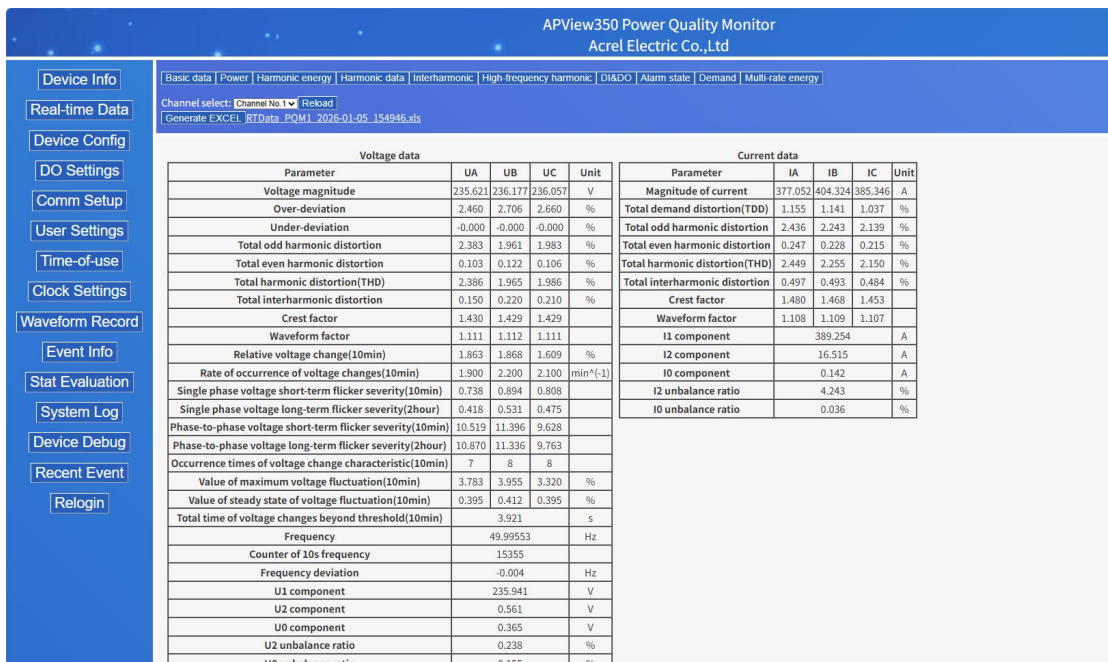 APView350 Power Quality Monitor
Acrel Electric Co.,Ltd
Device Info
Real-time Data
Device Config
DO Settings
Comm Setup
User Settings
Time-of-use
Clock Settings
Waveform Record
Event Info
Stat Evaluation
System Log
Device Debug
Recent Event
Relogin
Basic data Power Harmonic energy Harmonic data Interharmonic High-frequency harmonic DI&DO Alarm state Demand Multi-rate energy
Channel select: Channel No.1 Reload
Generate EXCEL RTData_PQM1_2026-01-05_154946.xls
Voltage data
Parameter UA UB UC Unit
Voltage magnitude 235.621 236.177 236.057 V
Over-deviation 2.460 2.706 2.660 %
Under-deviation -0.000 -0.000 -0.000 %
Total odd harmonic distortion 2.383 1.961 1.983 %
Total even harmonic distortion 0.103 0.122 0.106 %
Total harmonic distortion(THD) 2.386 1.965 1.986 %
Total interharmonic distortion 0.150 0.220 0.210 %
Crest factor 1.430 1.429 1.429
Waveform factor 1.111 1.112 1.111
Relative voltage change(10min) 1.863 1.868 1.609 %
Rate of occurrence of voltage changes(10min) 1.900 2.200 2.100 min^(-1)
Single phase voltage short-term flicker severity(10min) 0.738 0.894 0.808
Single phase voltage long-term flicker severity(2hour) 0.418 0.531 0.475
Phase-to-phase voltage short-term flicker severity(10min) 10.519 11.396 9.628
Phase-to-phase voltage long-term flicker severity(2hour) 10.870 11.336 9.763
Occurrence times of voltage change characteristic(10min) 7 8 8
Value of maximum voltage fluctuation(10min) 3.783 3.955 3.320 %
Value of steady state of voltage fluctuation(10min) 0.395 0.412 0.395 %
Total time of voltage changes beyond threshold(10min) 3.921 s
Frequency 49.99553 Hz
Counter of 10s frequency 15355
Frequency deviation -0.004 Hz
U1 component 235.941 V
U2 component 0.561 V
U0 component 0.365 V
U2 unbalance ratio 0.238 %
Current data
Parameter IA IB IC Unit
Magnitude of current 377.052 404.324 385.346 A
Total demand distortion(TDD) 1.155 1.141 1.037 %
Total odd harmonic distortion 2.436 2.243 2.139 %
Total even harmonic distortion 0.247 0.228 0.215 %
Total harmonic distortion(THD) 2.449 2.255 2.150 %
Total interharmonic distortion 0.497 0.493 0.484 %
Crest factor 1.480 1.468 1.453
Waveform factor 1.108 1.109 1.107
I1 component 389.254 A
I2 component 16.515 A
I0 component 0.142 A
I2 unbalance ratio 4.243 %
I0 unbalance ratio 0.036 %